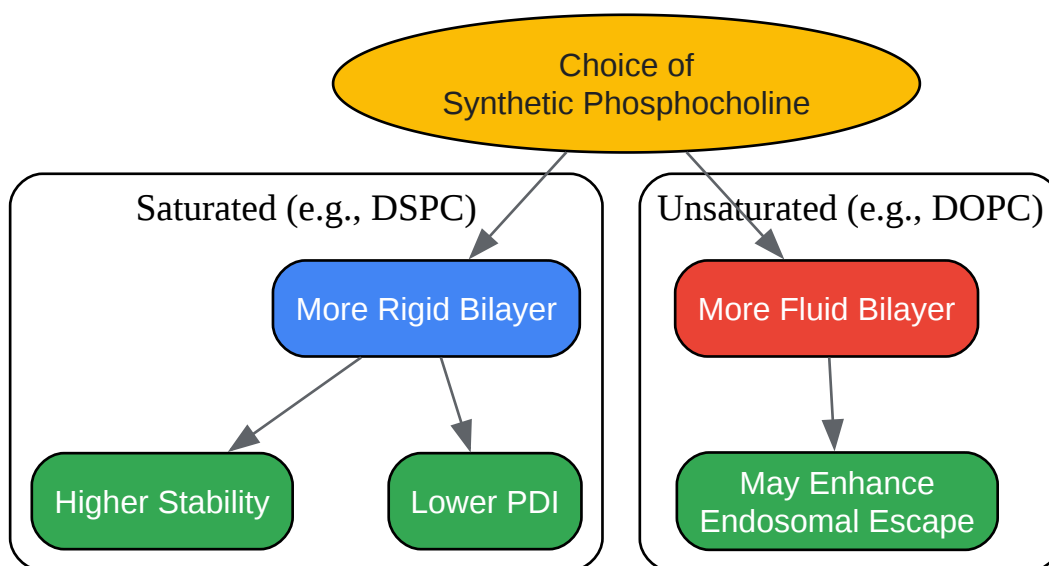 Choice of
Synthetic Phosphocholine
Saturated (e.g., DSPC)
Unsaturated (e.g., DOPC)
More Rigid Bilayer
More Fluid Bilayer
Higher Stability
Lower PDI
May Enhance
Endosomal Escape